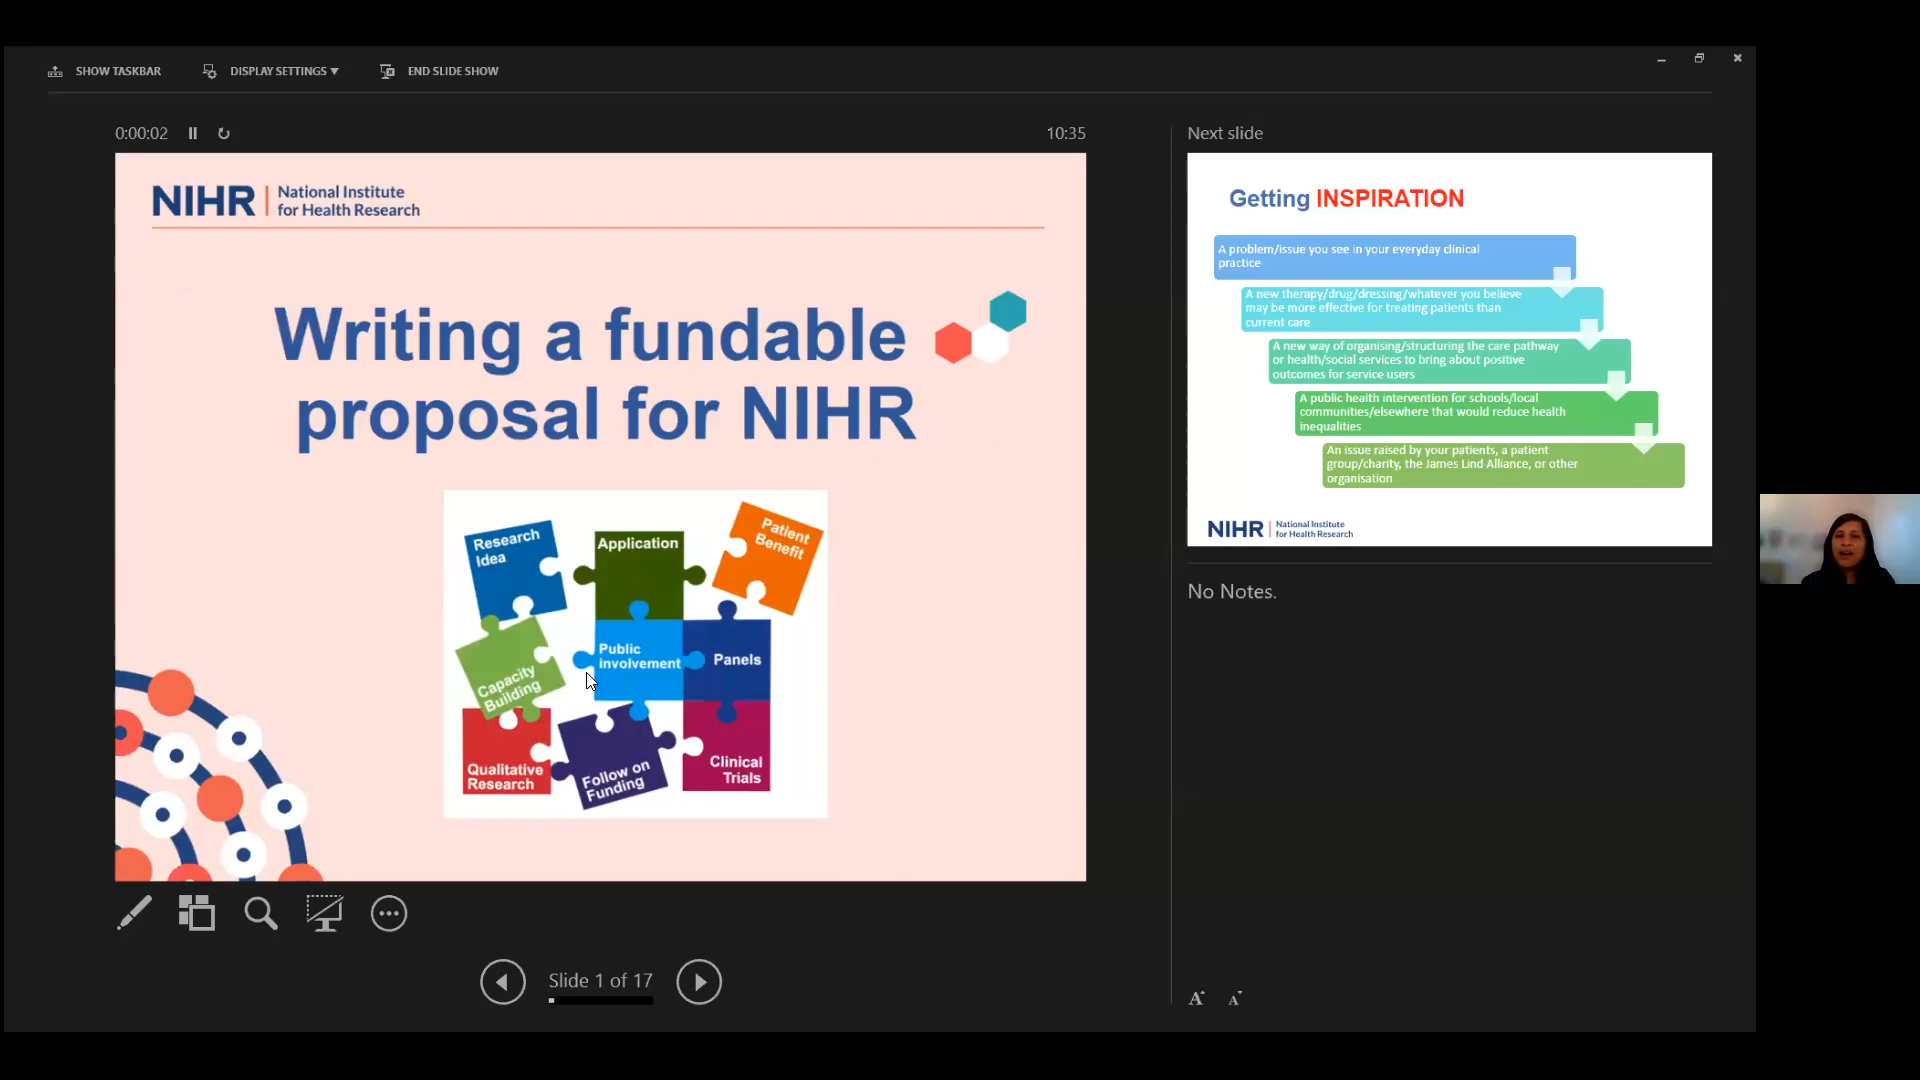 SHOW TASKBAR
DISPLAY SETTINGS ▼
END SLIDE SHOW
0:00:02
10:35
NIHR | National Institute
for Health Research
Writing a fundable
proposal for NIHR
Research
Idea
Application
Patient
Benefit
Capacity
Building
Public
involvement
Panels
Qualitative
Research
Follow on
Funding
Clinical
Trials
Slide 1 of 17
Next slide
Getting INSPIRATION
A problem/issue you see in your everyday clinical
practice
A new therapy/drug/dressing/whatever you believe
may be more effective for treating patients than
current care
A new way of organising/structuring the care pathway
or health/social services to bring about positive
outcomes for service users
A public health intervention for schools/local
communities/elsewhere that would reduce health
inequalities
An issue raised by your patients, a patient
group/charity, the James Lind Alliance, or other
organisation
NIHR | National Institute
for Health Research
No Notes.
A A